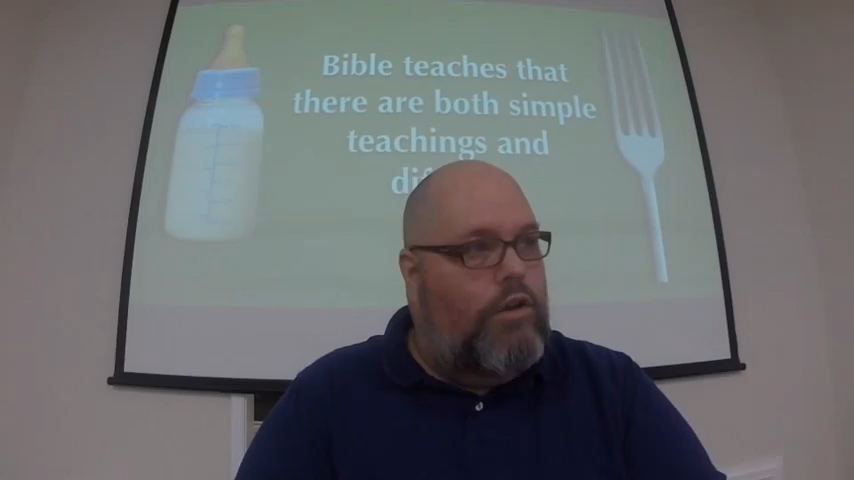 Bible teaches that
there are both simple
teachings and